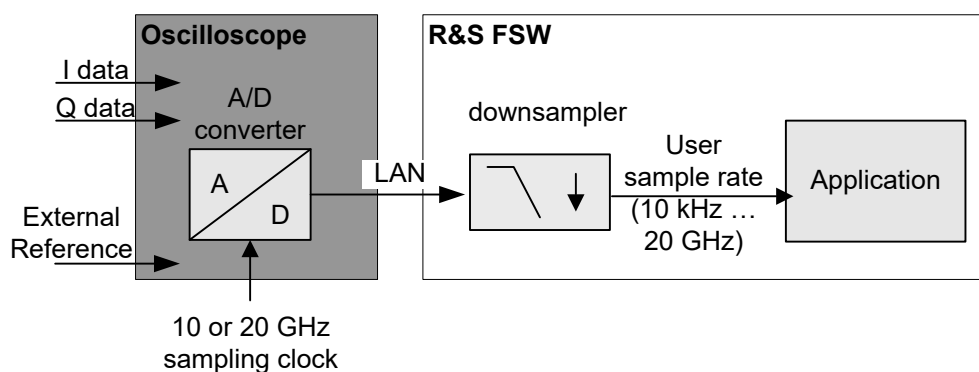 Oscilloscope
I data
Q data
A/D
converter
A
D
External
Reference
10 or 20 GHz
sampling clock
LAN
R&S FSW
downsampler
User
sample rate
(10 kHz …
20 GHz)
Application